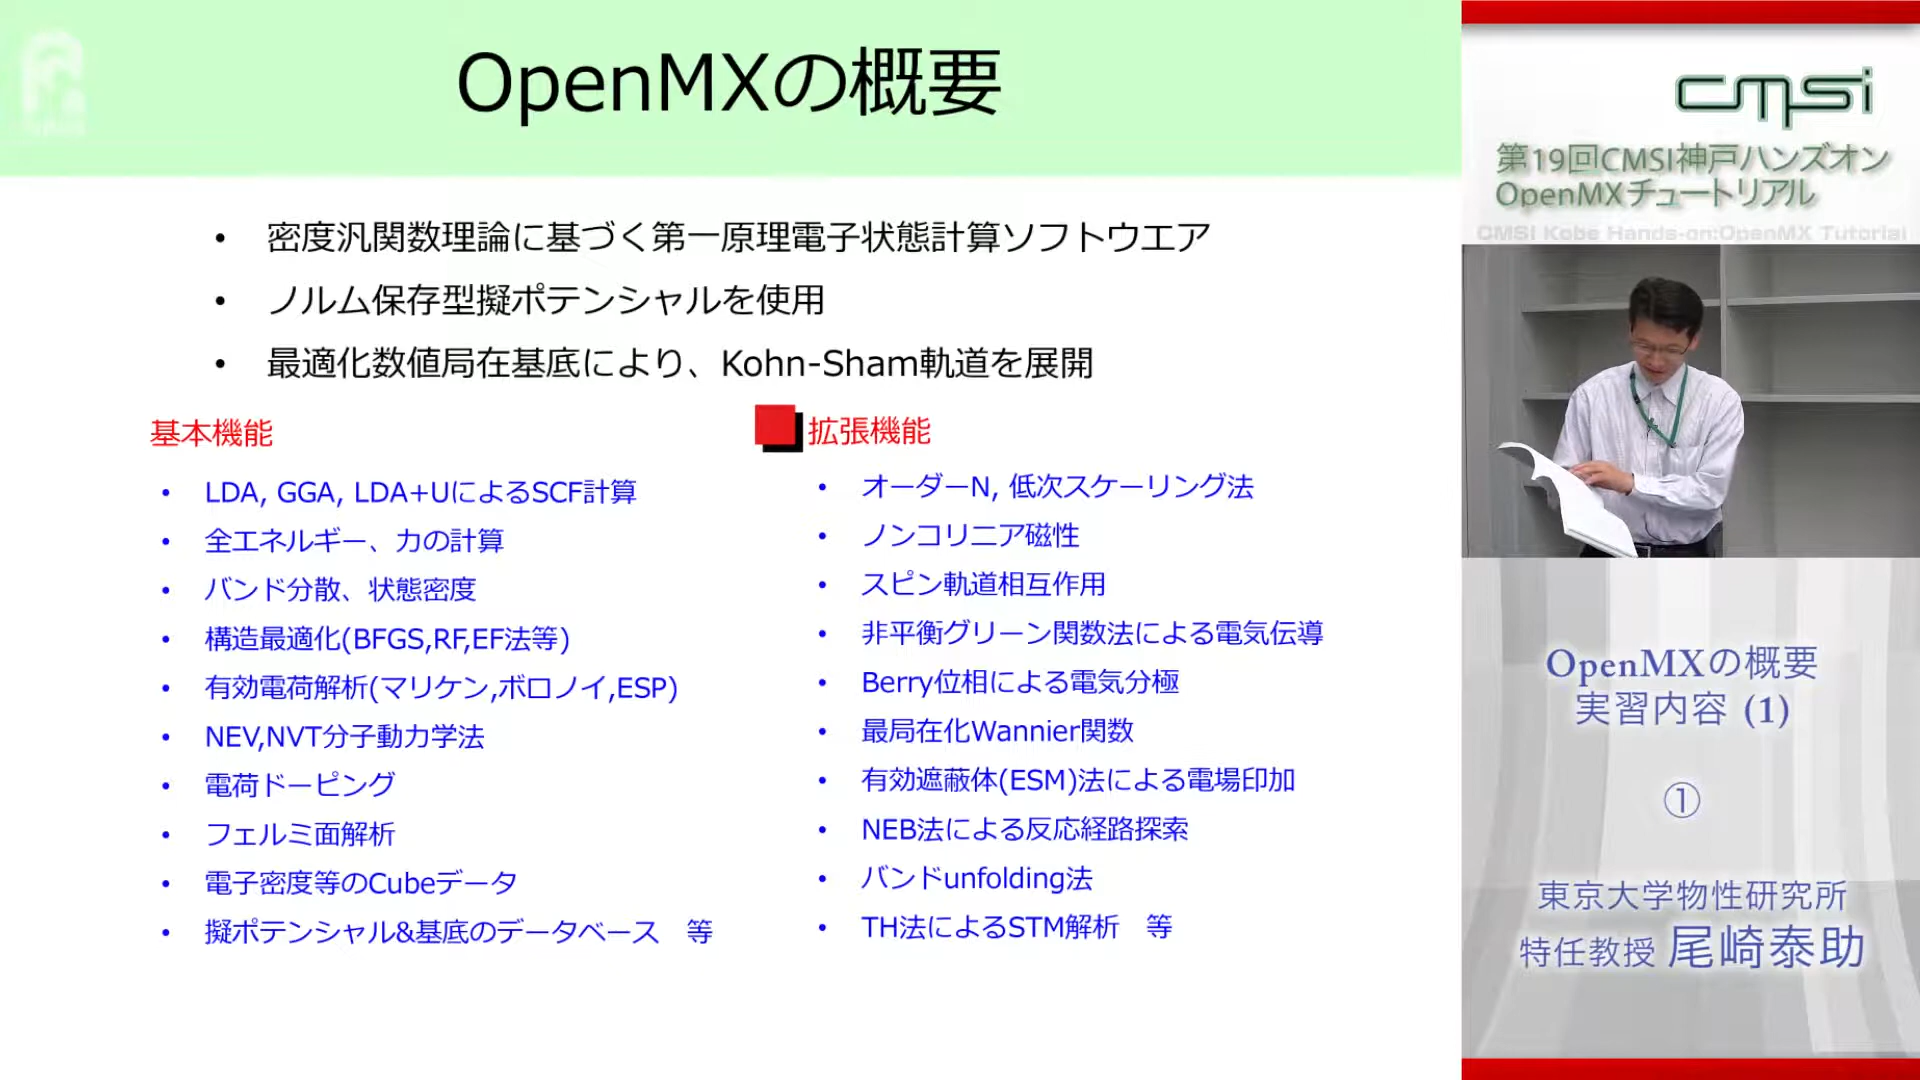 OpenMXの概要
・ 密度汎関数理論に基づく第一原理電子状態計算ソフトウエア
・ ノルム保存型擬ポテンシャルを使用
・ 最適化数値局在基底により、Kohn-Sham軌道を展開
基本機能
・ LDA, GGA, LDA+UによるSCF計算
・ 全エネルギー、力の計算
・ バンド分散、状態密度
・ 構造最適化(BFGS,RF,EF法等)
・ 有効電荷解析(マリケン,ボロノイ,ESP)
・ NEV,NVT分子動力学法
・ 電荷ドーピング
・ フェルミ面解析
・ 電子密度等のCubeデータ
・ 擬ポテンシャル&基底のデータベース　等
拡張機能
・ オーダーN, 低次スケーリング法
・ ノンコリニア磁性
・ スピン軌道相互作用
・ 非平衡グリーン関数法による電気伝導
・ Berry位相による電気分極
・ 最局在化Wannier関数
・ 有効遮蔽体(ESM)法による電場印加
・ NEB法による反応経路探索
・ バンドunfolding法
・ TH法によるSTM解析　等
cmsi
第19回CMSI神戸ハンズオン
OpenMXチュートリアル
CMSI Kobe Hands-on:OpenMX Tutorial
OpenMXの概要
実習内容 (1)
①
東京大学物性研究所
特任教授 尾崎泰助